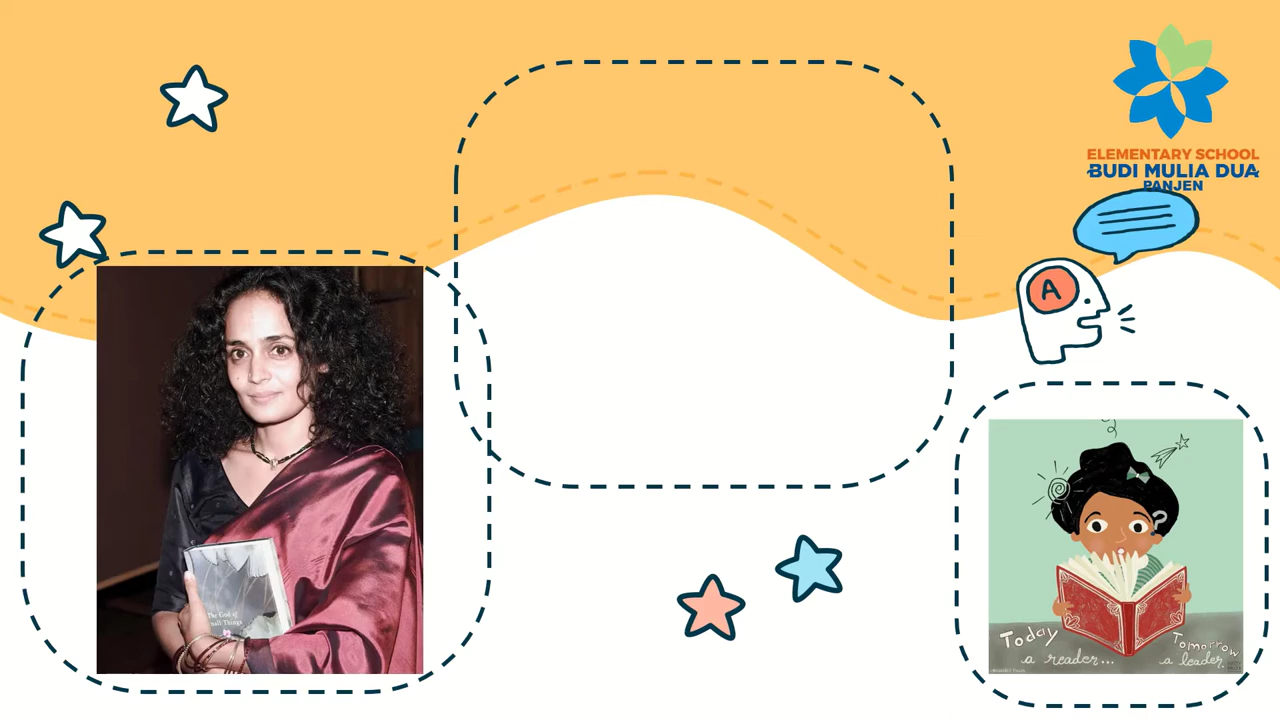 ELEMENTARY SCHOOL
BUDI MULIA DUA
PANJEN
A
The God of
Small Things
Today
a reader...
Tomorrow
a leader